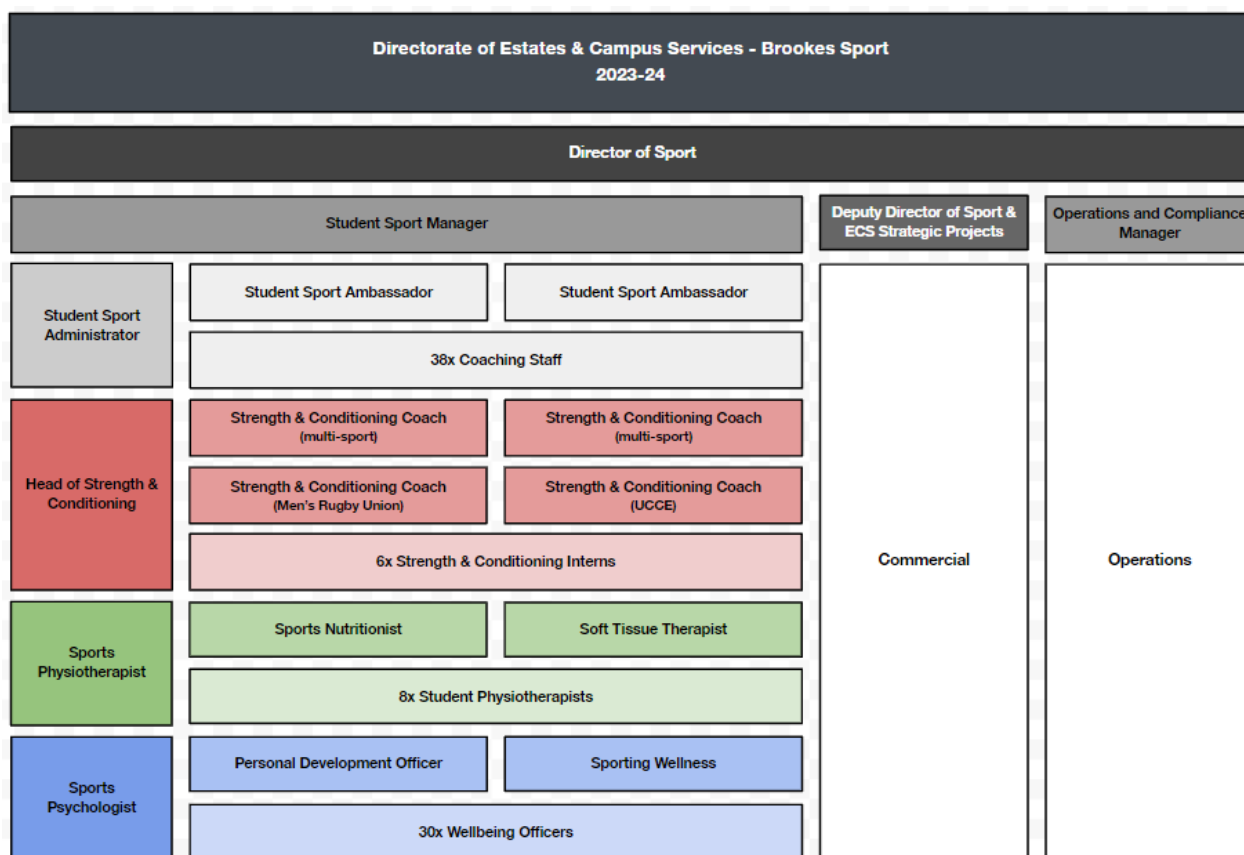 Directorate of Estates & Campus Services - Brookes Sport
2023-24
Director of Sport
Student Sport Manager
Deputy Director of Sport &
ECS Strategic Projects
Operations and Compliance
Manager
Student Sport
Administrator
Student Sport Ambassador
Student Sport Ambassador
38x Coaching Staff
Head of Strength &
Conditioning
Strength & Conditioning Coach
(multi-sport)
Strength & Conditioning Coach
(multi-sport)
Strength & Conditioning Coach
(Men's Rugby Union)
Strength & Conditioning Coach
(UCCE)
6x Strength & Conditioning Interns
Sports
Physiotherapist
Sports Nutritionist
Soft Tissue Therapist
8x Student Physiotherapists
Sports
Psychologist
Personal Development Officer
Sporting Wellness
30x Wellbeing Officers
Commercial
Operations